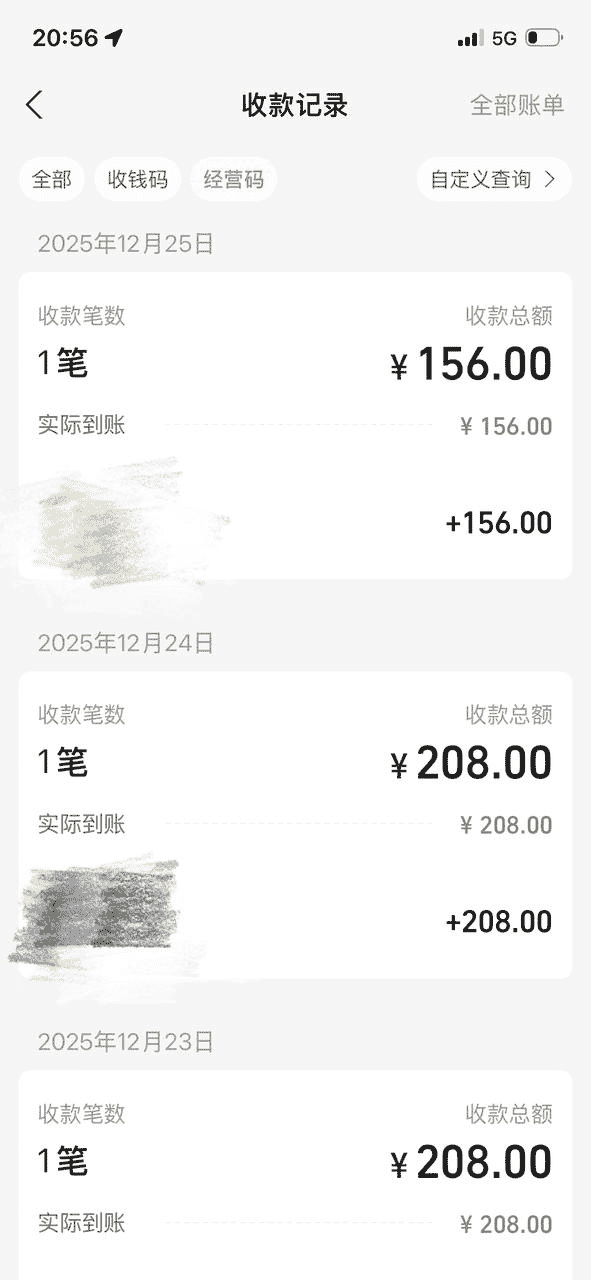 20:56 5G
收款记录 全部账单
全部 收钱码 经营码 自定义查询
2025年12月25日
收款笔数 收款总额
1笔 ¥156.00
实际到账 ¥ 156.00
+156.00
2025年12月24日
收款笔数 收款总额
1笔 ¥208.00
实际到账 ¥ 208.00
+208.00
2025年12月23日
收款笔数 收款总额
1笔 ¥208.00
实际到账 ¥ 208.00